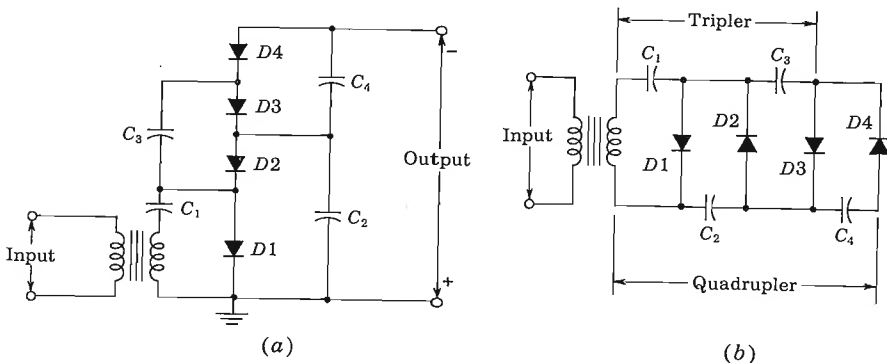 D4
D3
D2
D1
C3
C1
C4
C2
−
Output
+
Input
(a)
Tripler
C1
C3
Input
D1
D2
D3
D4
C2
C4
Quadrupler
(b)